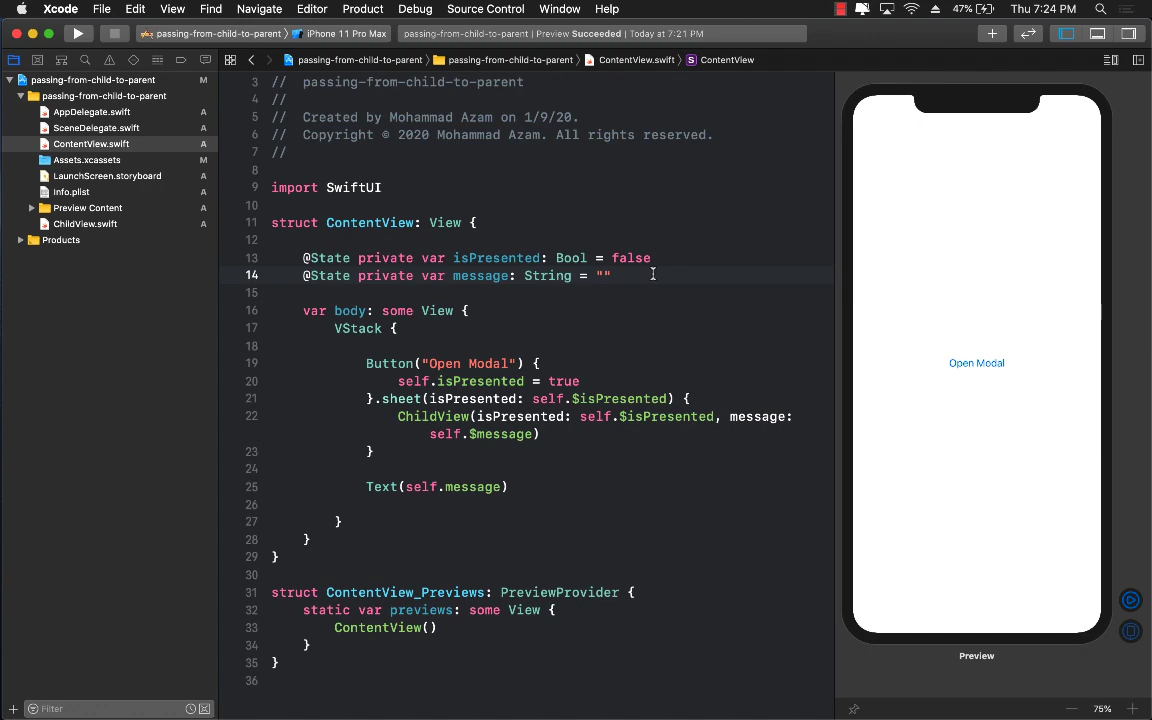 Xcode File Edit View Find Navigate Editor Product Debug Source Control Window Help 47% Thu 7:24 PM
passing-from-child-to-parent iPhone 11 Pro Max passing-from-child-to-parent | Preview Succeeded | Today at 7:21 PM
passing-from-child-to-parent passing-from-child-to-parent ContentView.swift S ContentView
passing-from-child-to-parent M
passing-from-child-to-parent
AppDelegate.swift A
SceneDelegate.swift A
ContentView.swift A
Assets.xcassets M
LaunchScreen.storyboard A
Info.plist A
Preview Content A
ChildView.swift A
Products
Filter
3 // passing-from-child-to-parent
4 //
5 // Created by Mohammad Azam on 1/9/20.
6 // Copyright © 2020 Mohammad Azam. All rights reserved.
7 //
8
9 import SwiftUI
10
11 struct ContentView: View {
12
13 @State private var isPresented: Bool = false
14 @State private var message: String = ""
15
16 var body: some View {
17 VStack {
18
19 Button("Open Modal") {
20 self.isPresented = true
21 }.sheet(isPresented: self.$isPresented) {
22 ChildView(isPresented: self.$isPresented, message:
self.$message)
23 }
24
25 Text(self.message)
26
27 }
28 }
29 }
30
31 struct ContentView_Previews: PreviewProvider {
32 static var previews: some View {
33 ContentView()
34 }
35 }
36
Open Modal
Preview
75%